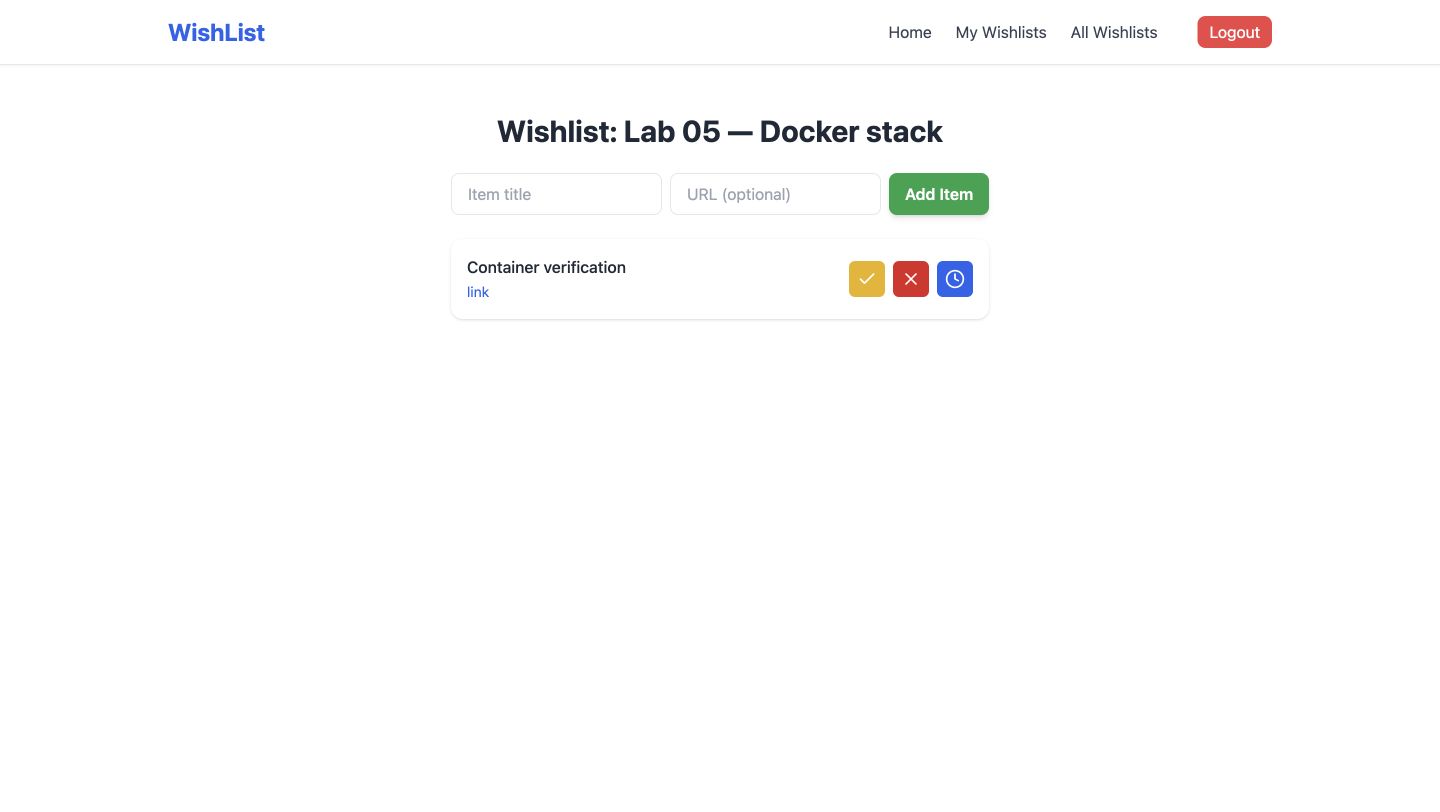 WishList
Home My Wishlists All Wishlists Logout
Wishlist: Lab 05 — Docker stack
Item title URL (optional) Add Item
Container verification
link